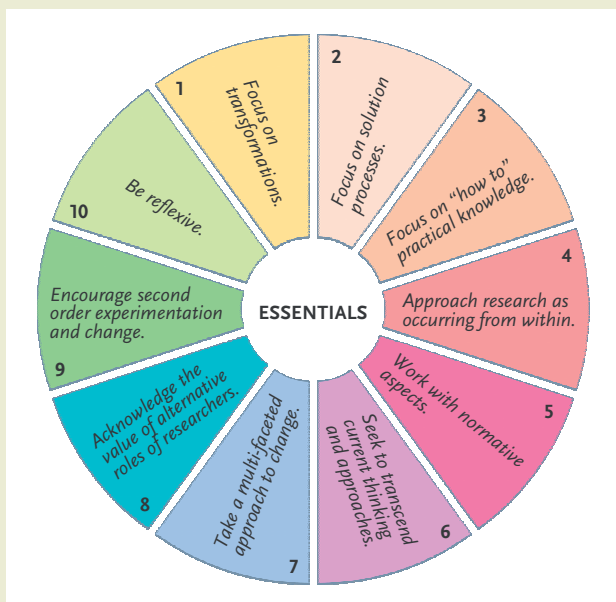 1
Focus on
transformations.
2
Focus on solution
processes.
3
Focus on “how to”
practical knowledge.
4
Approach research as
occurring from within.
5
Work with normative
aspects.
6
Seek to transcend
current thinking
and approaches.
7
Take a multi-faceted
approach to change.
8
Acknowledge the
value of alternative
roles of researchers.
9
Encourage second
order experimentation
and change.
10
Be reflexive.
ESSENTIALS